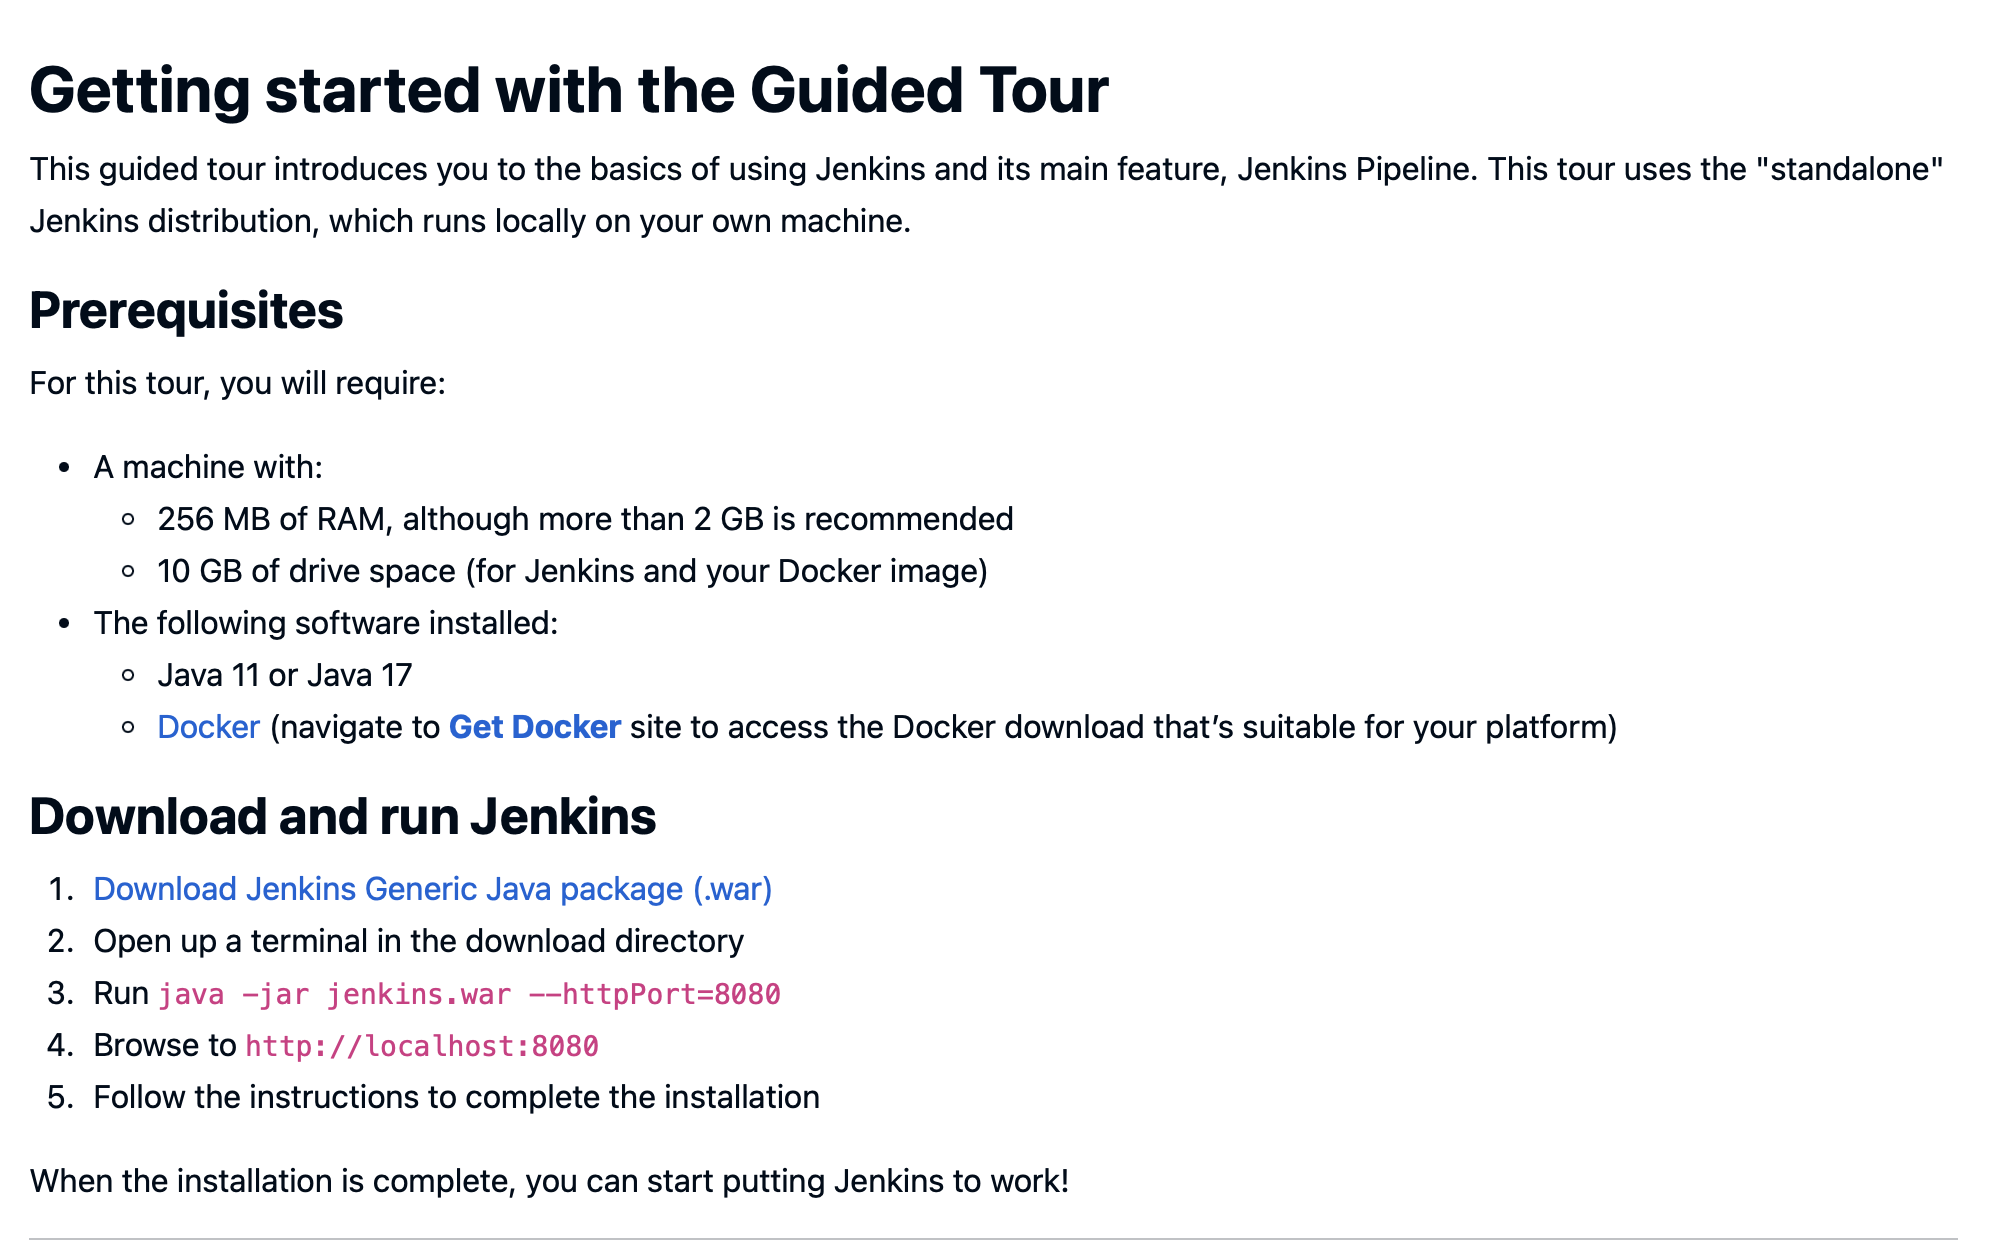 Getting started with the Guided Tour
This guided tour introduces you to the basics of using Jenkins and its main feature, Jenkins Pipeline. This tour uses the "standalone"
Jenkins distribution, which runs locally on your own machine.
Prerequisites
For this tour, you will require:
• A machine with:
◦ 256 MB of RAM, although more than 2 GB is recommended
◦ 10 GB of drive space (for Jenkins and your Docker image)
• The following software installed:
◦ Java 11 or Java 17
◦ Docker (navigate to Get Docker site to access the Docker download that’s suitable for your platform)
Download and run Jenkins
1. Download Jenkins Generic Java package (.war)
2. Open up a terminal in the download directory
3. Run java -jar jenkins.war --httpPort=8080
4. Browse to http://localhost:8080
5. Follow the instructions to complete the installation
When the installation is complete, you can start putting Jenkins to work!